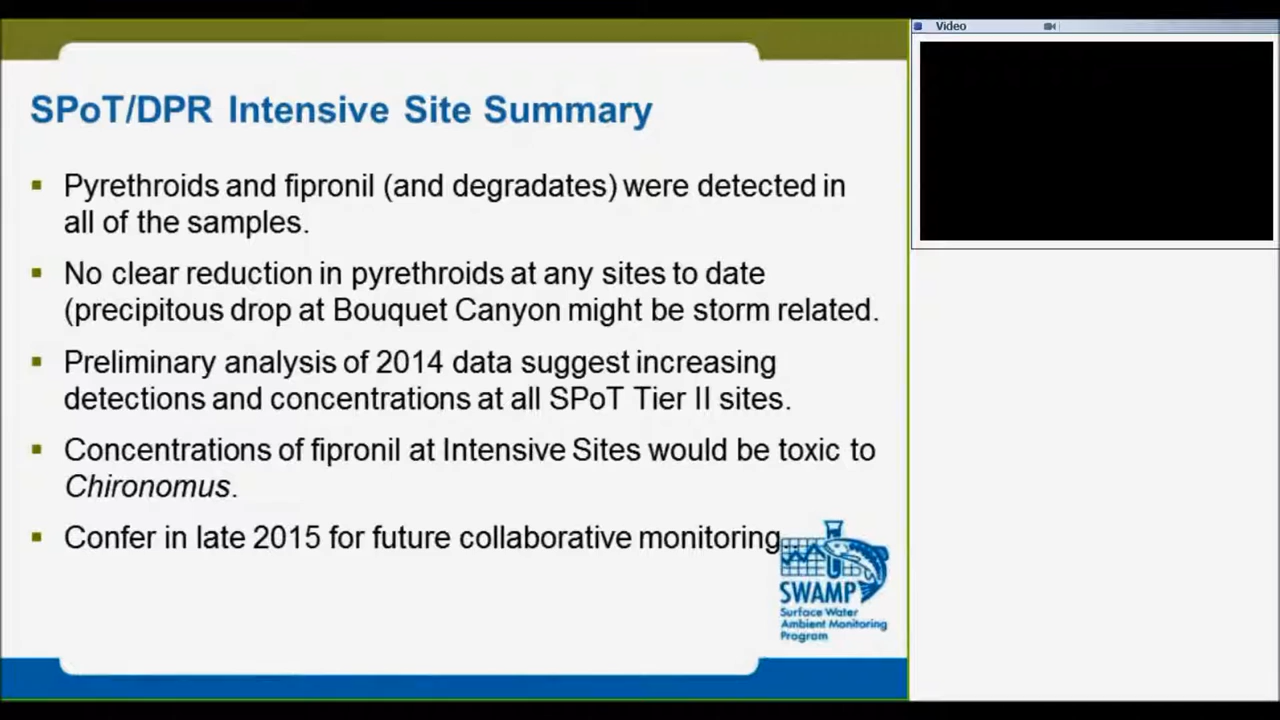 Video
SPoT/DPR Intensive Site Summary
▪ Pyrethroids and fipronil (and degradates) were detected in
all of the samples.
▪ No clear reduction in pyrethroids at any sites to date
(precipitous drop at Bouquet Canyon might be storm related.
▪ Preliminary analysis of 2014 data suggest increasing
detections and concentrations at all SPoT Tier II sites.
▪ Concentrations of fipronil at Intensive Sites would be toxic to
Chironomus.
▪ Confer in late 2015 for future collaborative monitoring...
SWAMP
Surface Water
Ambient Monitoring
Program